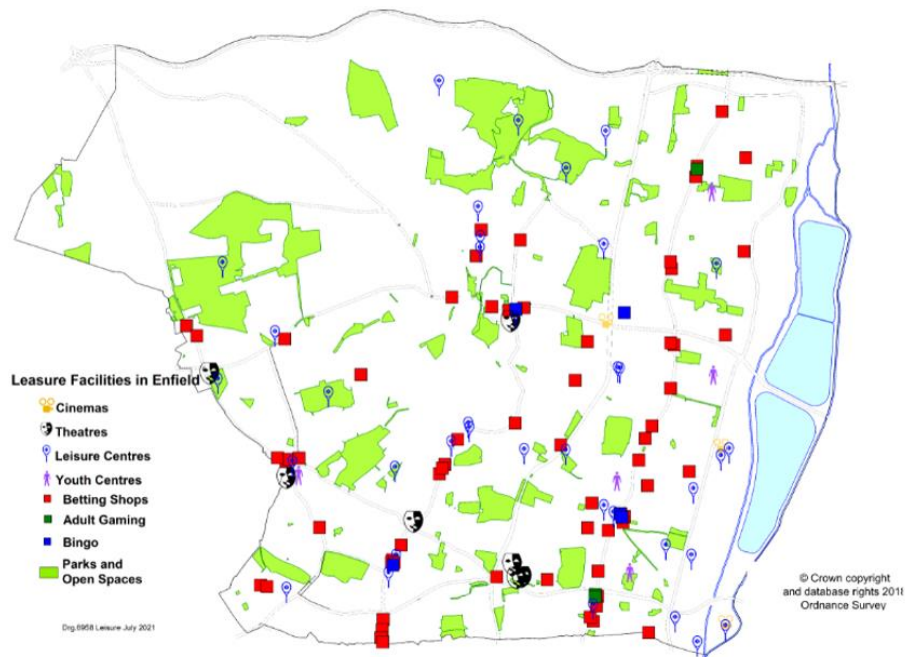 Leasure Facilities in Enfield
Cinemas
Theatres
Leisure Centres
Youth Centres
Betting Shops
Adult Gaming
Bingo
Parks and
Open Spaces
Drg.6958 Leisure July 2021
© Crown copyright
and database rights 2018
Ordnance Survey